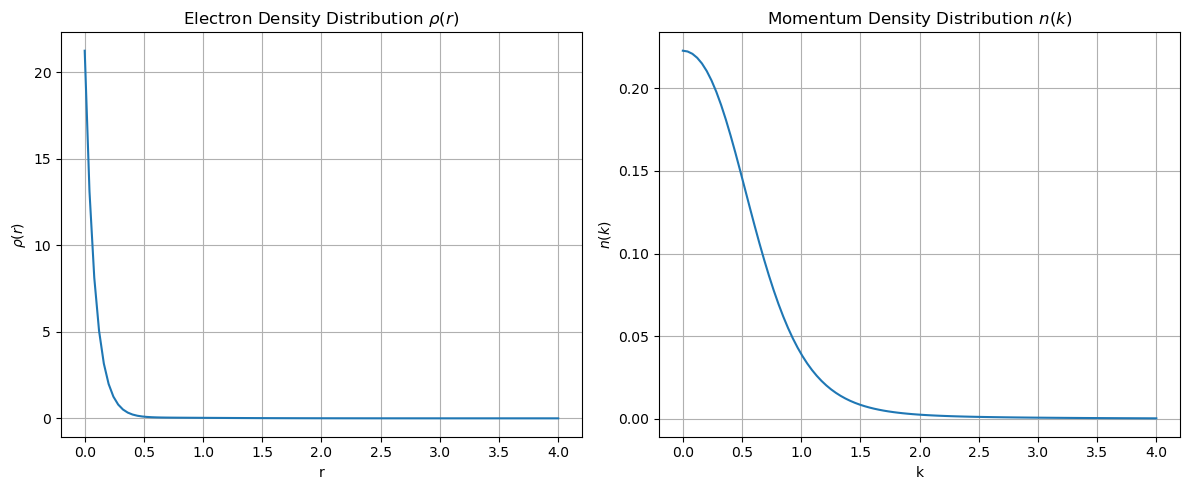 Electron Density Distribution ρ(r)
ρ(r)
20
15
10
5
0
0.0 0.5 1.0 1.5 2.0 2.5 3.0 3.5 4.0
r
Momentum Density Distribution n(k)
n(k)
0.20
0.15
0.10
0.05
0.00
0.0 0.5 1.0 1.5 2.0 2.5 3.0 3.5 4.0
k